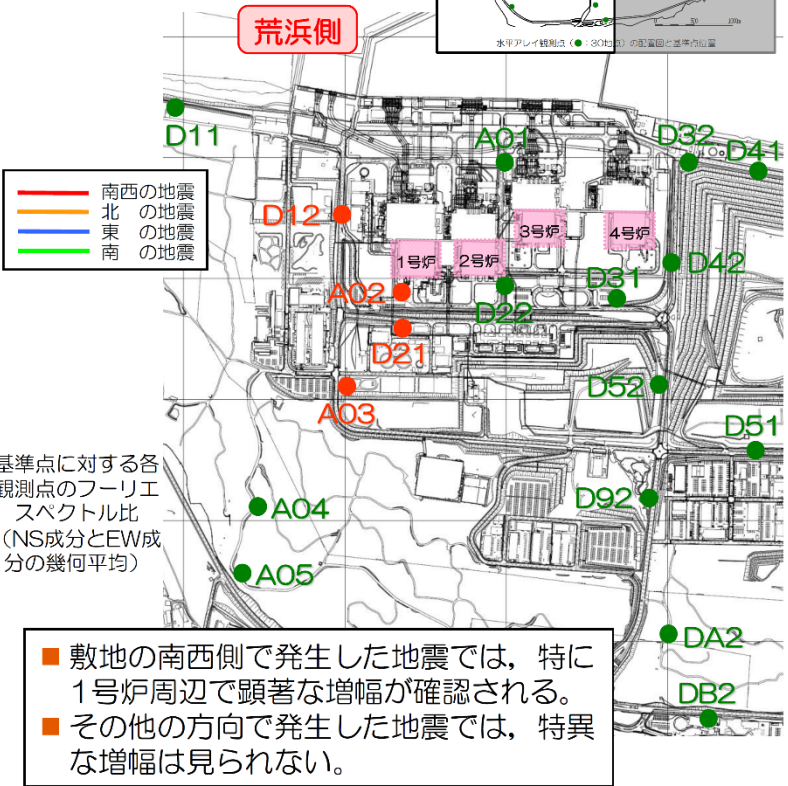 荒浜側
0 500 1000m
水平アレイ観測点（●：30地点）の配置図と基準点位置
D11
A01
D32
D41
南西の地震
北　の地震
東　の地震
南　の地震
D12
3号炉
4号炉
1号炉
2号炉
D42
A02
D22
D31
D21
A03
D52
D51
基準点に対する各
観測点のフーリエ
スペクトル比
（NS成分とEW成
分の幾何平均）
A04
D92
A05
DA2
DB2
■ 敷地の南西側で発生した地震では，特に
1号炉周辺で顕著な増幅が確認される。
■ その他の方向で発生した地震では，特異
な増幅は見られない。